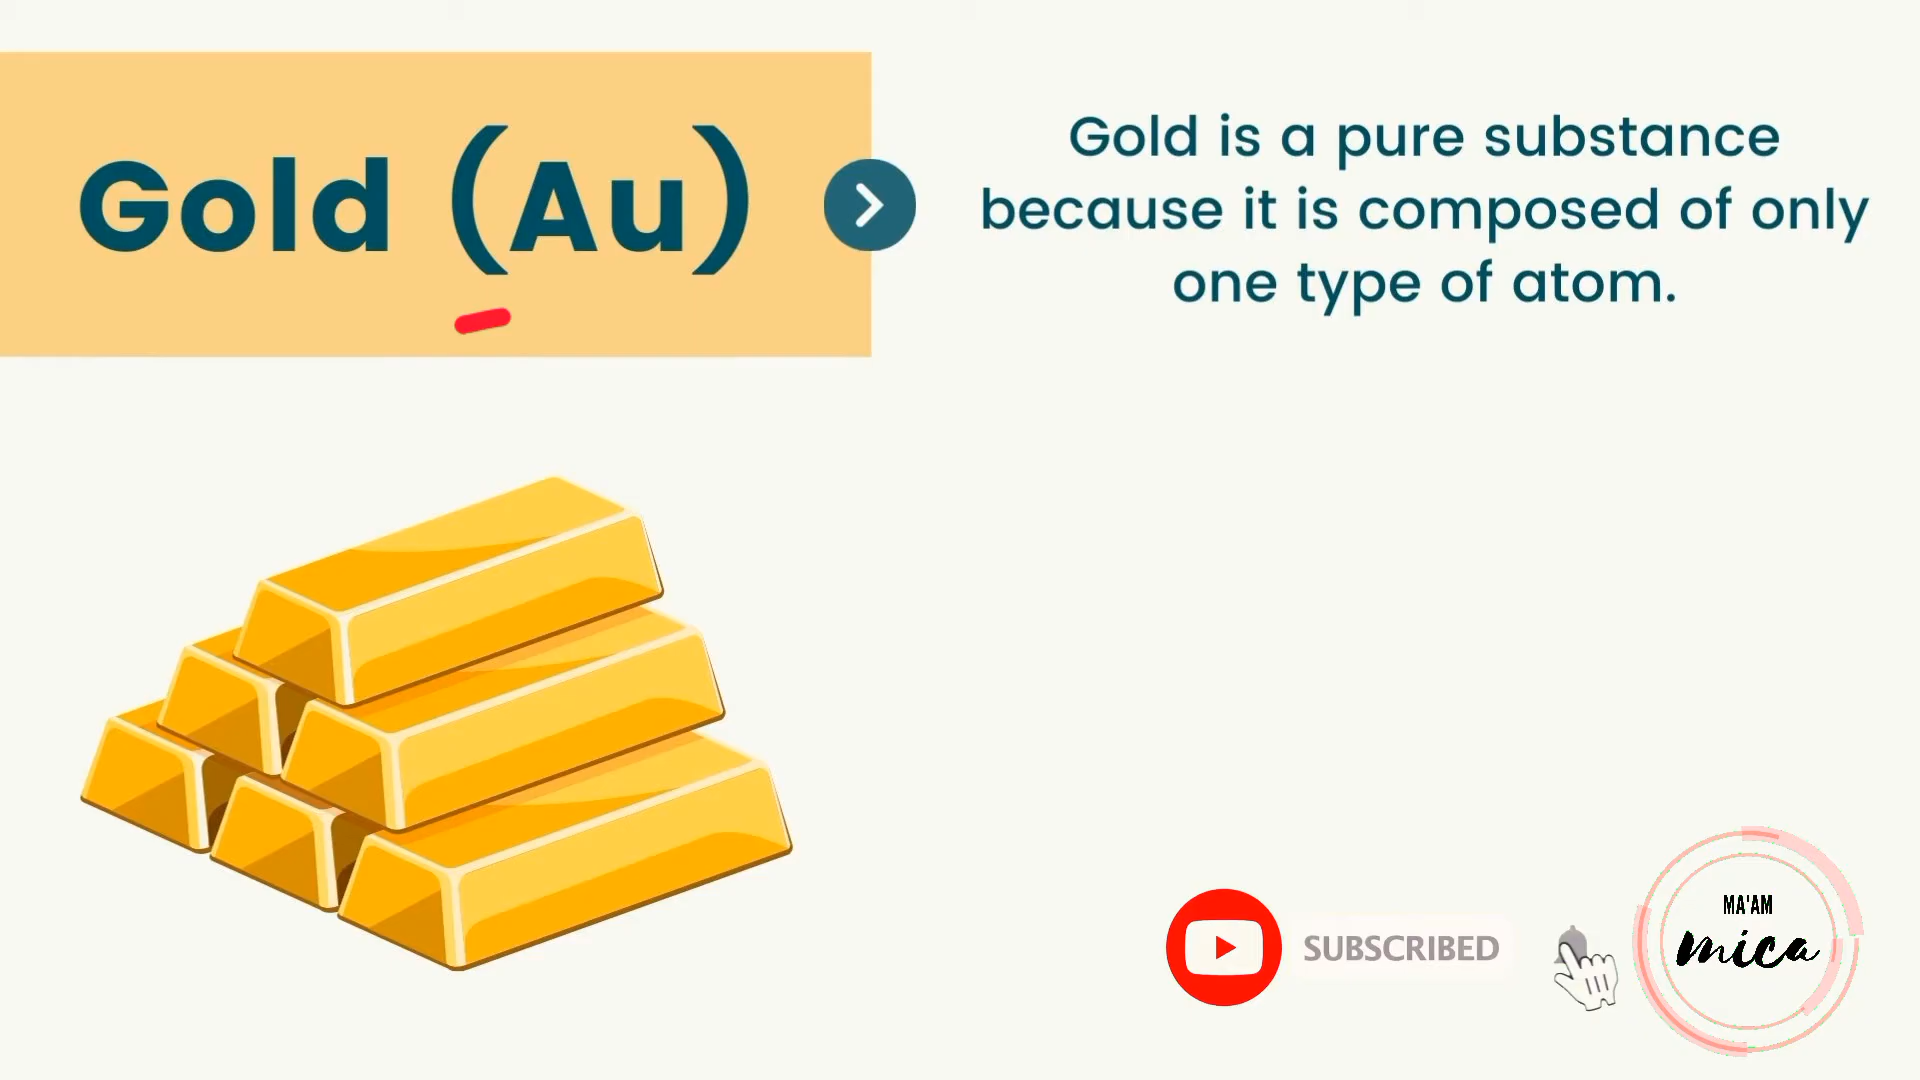 Gold (Au)
Gold is a pure substance
because it is composed of only
one type of atom.
SUBSCRIBED
MA'AM
mica